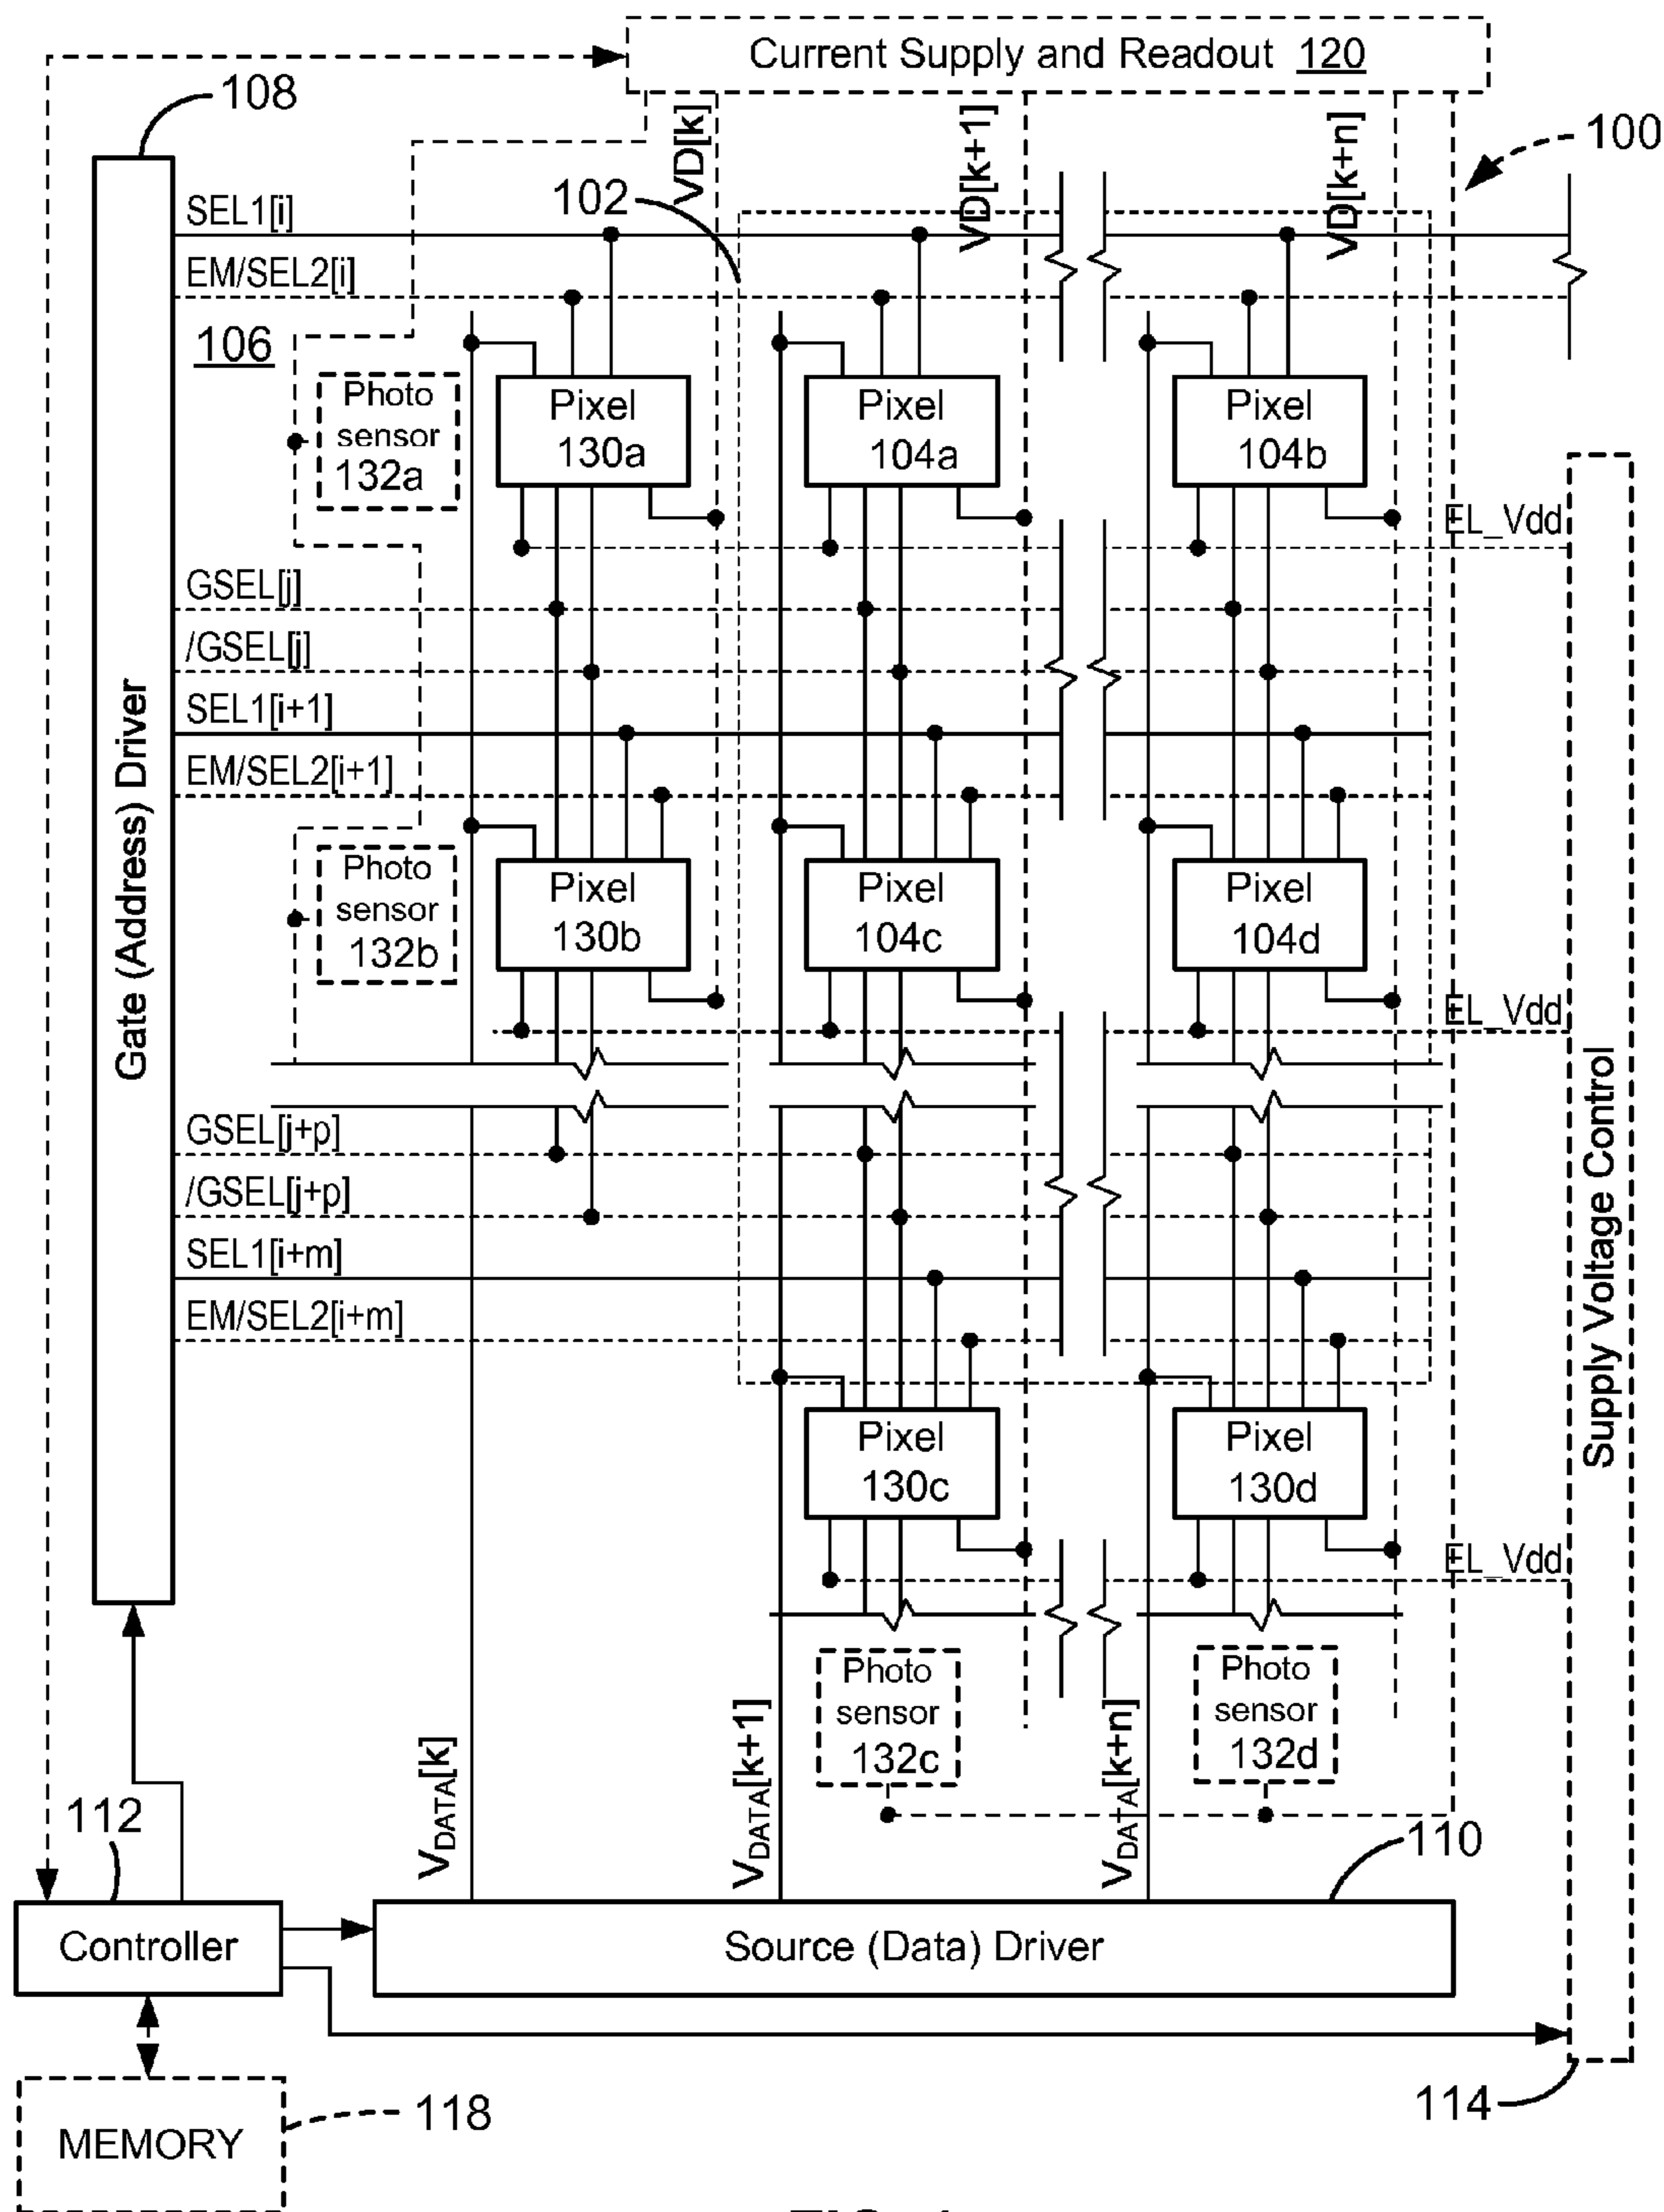 Current Supply and Readout 120
108
VD[k]
VD[k+1]
VD[k+n]
100
102
SEL1[i]
EM/SEL2[i]
106
Photo
sensor
132a
Pixel
130a
Pixel
104a
Pixel
104b
EL_Vdd
GSEL[j]
/GSEL[j]
SEL1[i+1]
EM/SEL2[i+1]
Gate (Address) Driver
Photo
sensor
132b
Pixel
130b
Pixel
104c
Pixel
104d
EL_Vdd
Supply Voltage Control
GSEL[j+p]
/GSEL[j+p]
SEL1[i+m]
EM/SEL2[i+m]
Pixel
130c
Pixel
130d
EL_Vdd
Photo
sensor
132c
Photo
sensor
132d
VDATA[k]
VDATA[k+1]
VDATA[k+n]
112
110
Controller
Source (Data) Driver
114
MEMORY
118